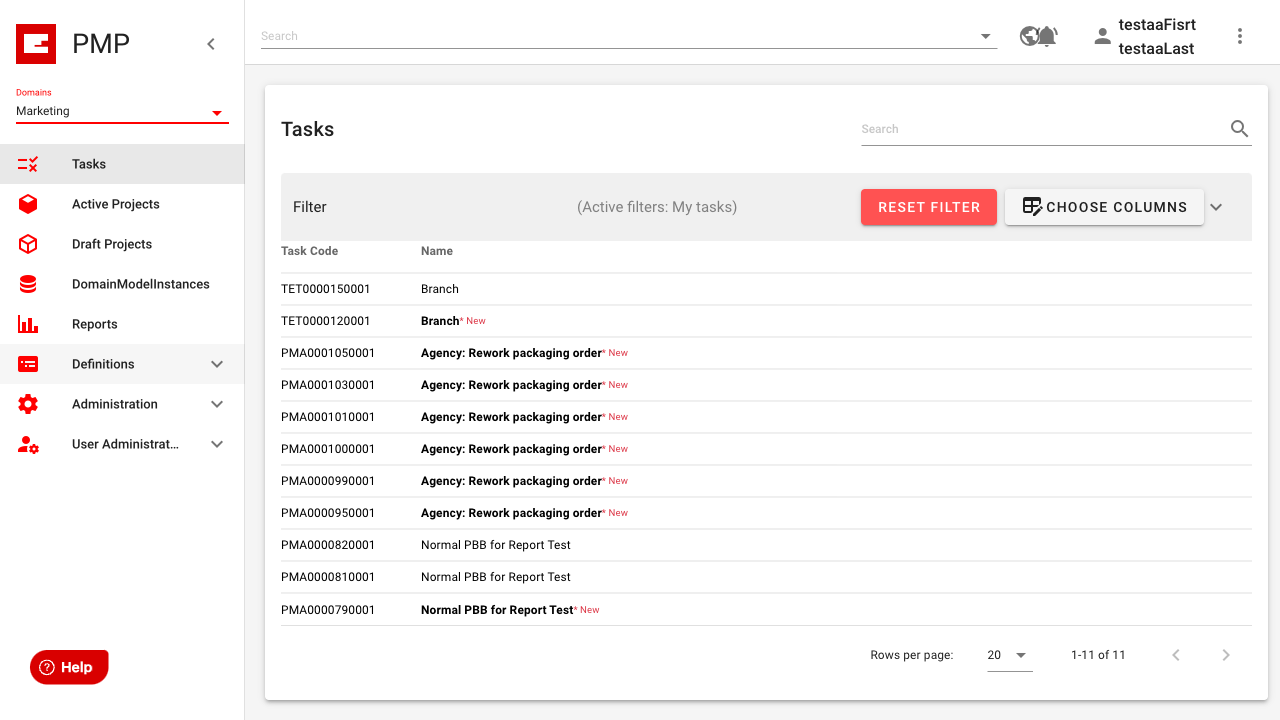 PMP
Domains
Marketing
Tasks
Active Projects
Draft Projects
DomainModelInstances
Reports
Definitions
Administration
User Administrat...
Help
Search
testaaFisrt
testaaLast
Tasks
Search
Filter (Active filters: My tasks) RESET FILTER CHOOSE COLUMNS
Task Code Name
TET0000150001 Branch
TET0000120001 Branch* New
PMA0001050001 Agency: Rework packaging order* New
PMA0001030001 Agency: Rework packaging order* New
PMA0001010001 Agency: Rework packaging order* New
PMA0001000001 Agency: Rework packaging order* New
PMA0000990001 Agency: Rework packaging order* New
PMA0000950001 Agency: Rework packaging order* New
PMA0000820001 Normal PBB for Report Test
PMA0000810001 Normal PBB for Report Test
PMA0000790001 Normal PBB for Report Test* New
Rows per page: 20 1-11 of 11